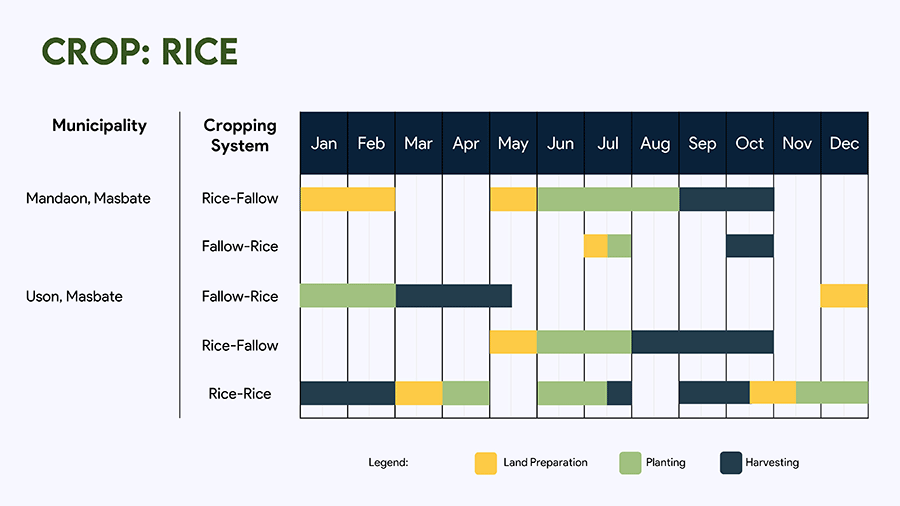 CROP: RICE
Municipality
Cropping
System
Jan Feb Mar Apr May Jun Jul Aug Sep Oct Nov Dec
Mandaon, Masbate
Rice-Fallow
Fallow-Rice
Uson, Masbate
Fallow-Rice
Rice-Fallow
Rice-Rice
Legend:
Land Preparation
Planting
Harvesting